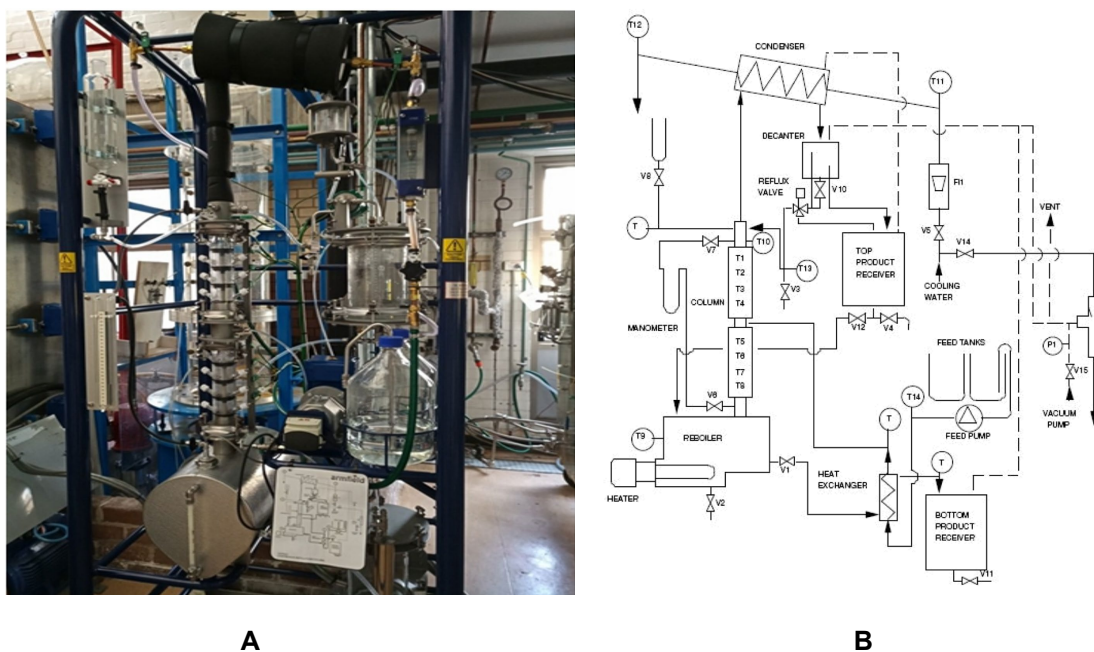 armfield
T12
CONDENSER
T11
DECANTER
V8
REFLUX
VALVE
V10
FI1
V5
VENT
T
V7
T10
V14
T1
T2
T3
T4
T13
V3
TOP
PRODUCT
RECEIVER
COOLING
WATER
COLUMN
MANOMETER
V12
V4
T5
T6
T7
T8
FEED TANKS
P1
V15
V6
T14
VACUUM
PUMP
FEED PUMP
T9
REBOILER
T
V1
HEAT
EXCHANGER
T
HEATER
V2
BOTTOM
PRODUCT
RECEIVER
V11
A
B